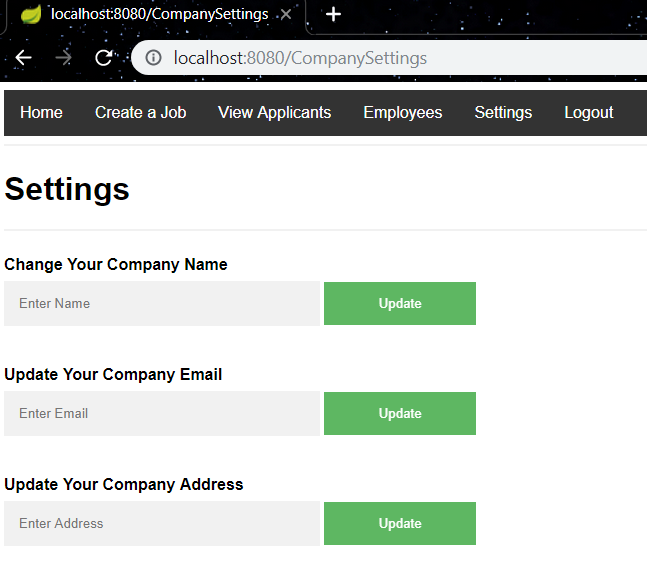 localhost:8080/CompanySettings
localhost:8080/CompanySettings
Home Create a Job View Applicants Employees Settings Logout
Settings
Change Your Company Name
Enter Name Update
Update Your Company Email
Enter Email Update
Update Your Company Address
Enter Address Update